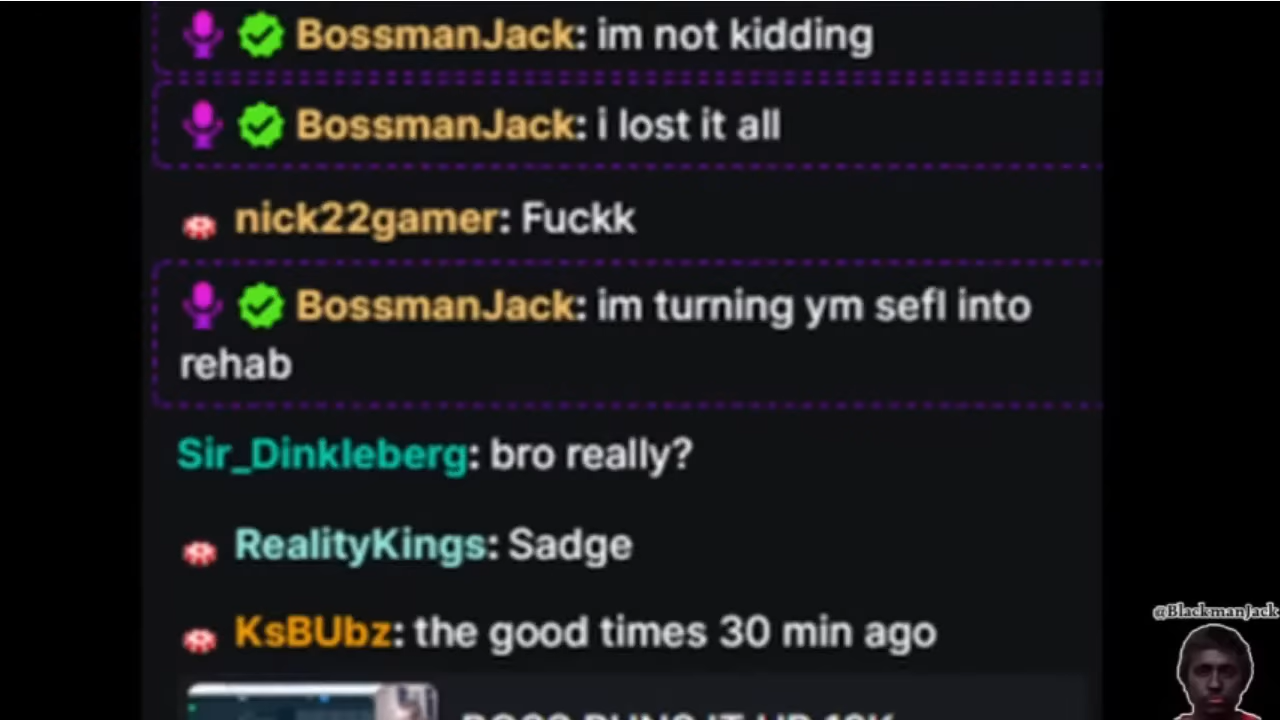 BossmanJack: im not kidding
BossmanJack: i lost it all
nick22gamer: Fuckk
BossmanJack: im turning ym sefl into
rehab
Sir_Dinkleberg: bro really?
RealityKings: Sadge
KsBUbz: the good times 30 min ago
@BlackmanJack